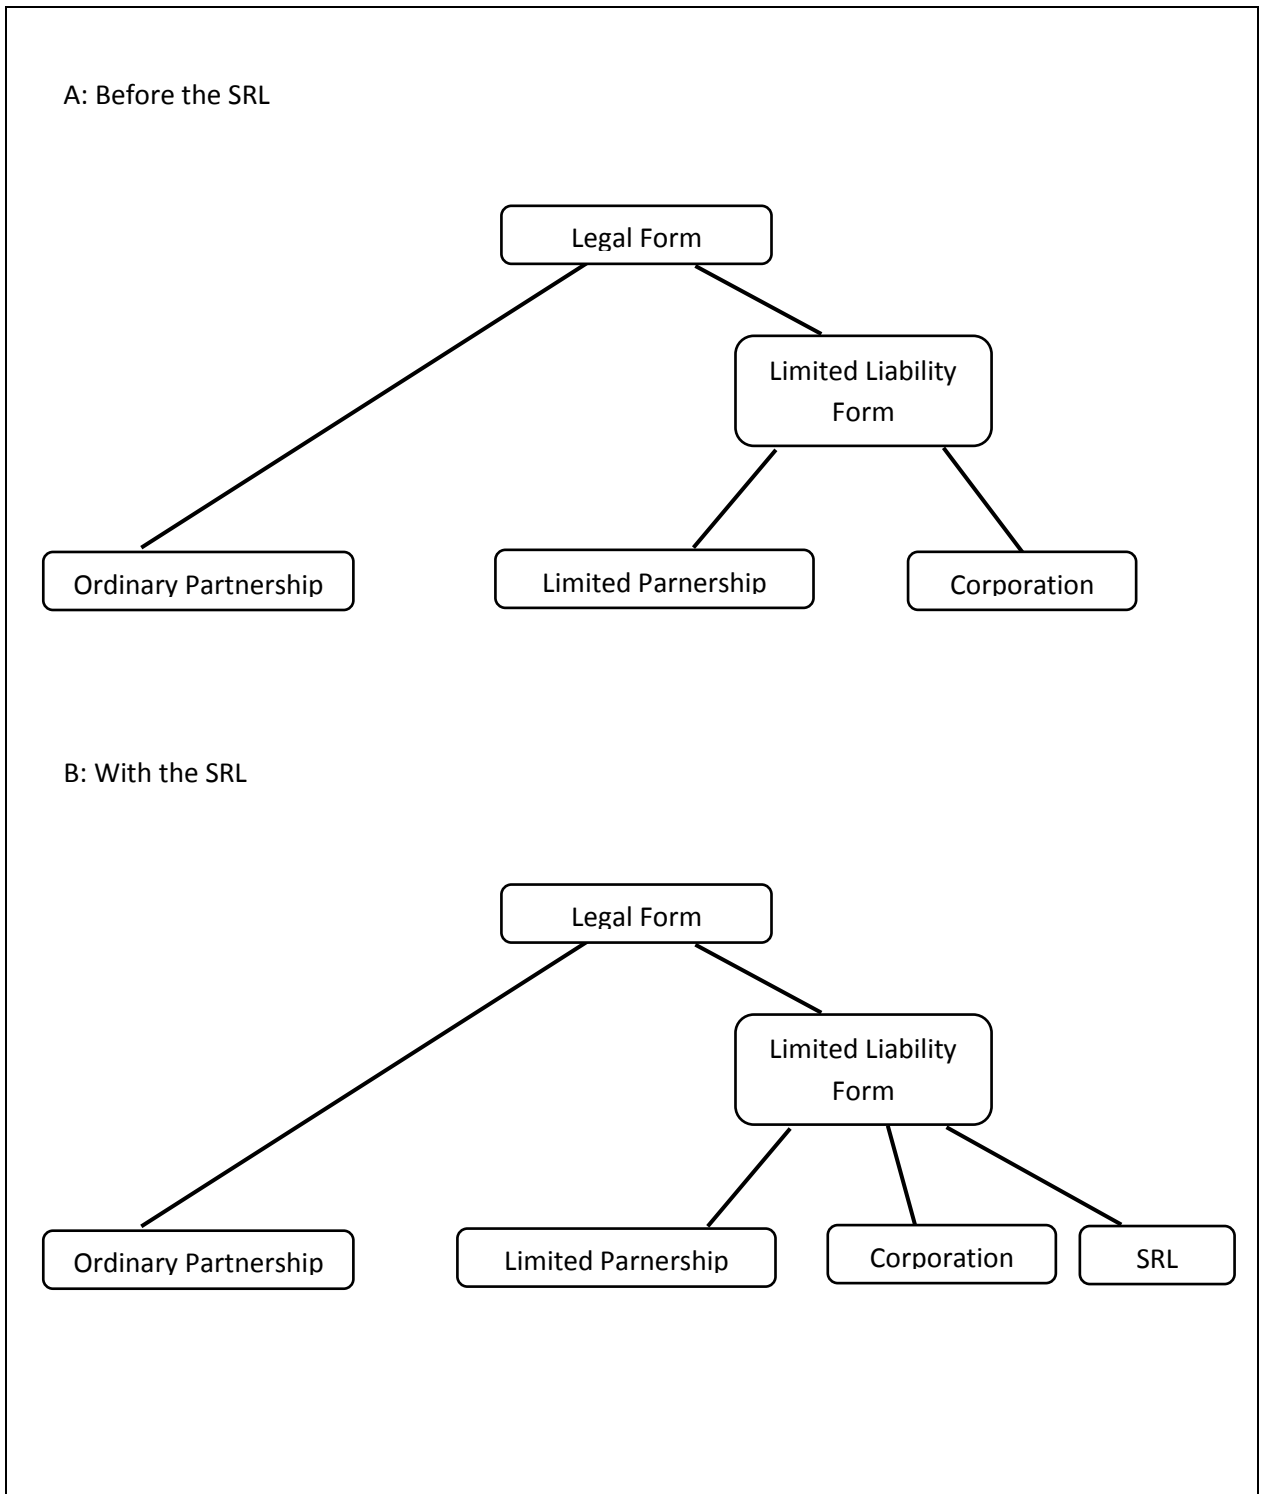 A: Before the SRL
Legal Form
Limited Liability
Form
Ordinary Partnership
Limited Parnership
Corporation
B: With the SRL
Legal Form
Limited Liability
Form
Ordinary Partnership
Limited Parnership
Corporation
SRL